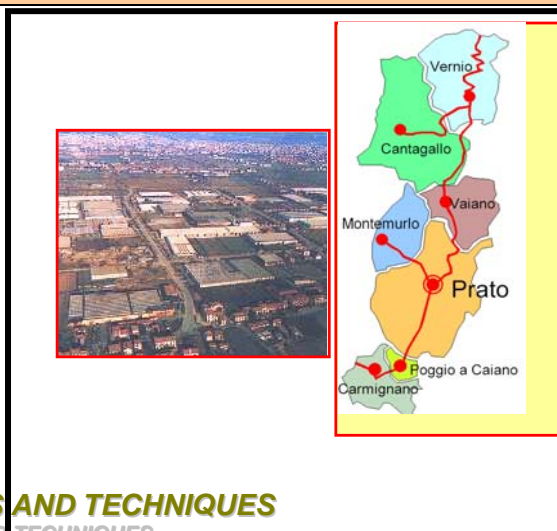 Vernio
Cantagallo
Vaiano
Montemurlo
Prato
Poggio a Caiano
Carmignano
AND TECHNIQUES